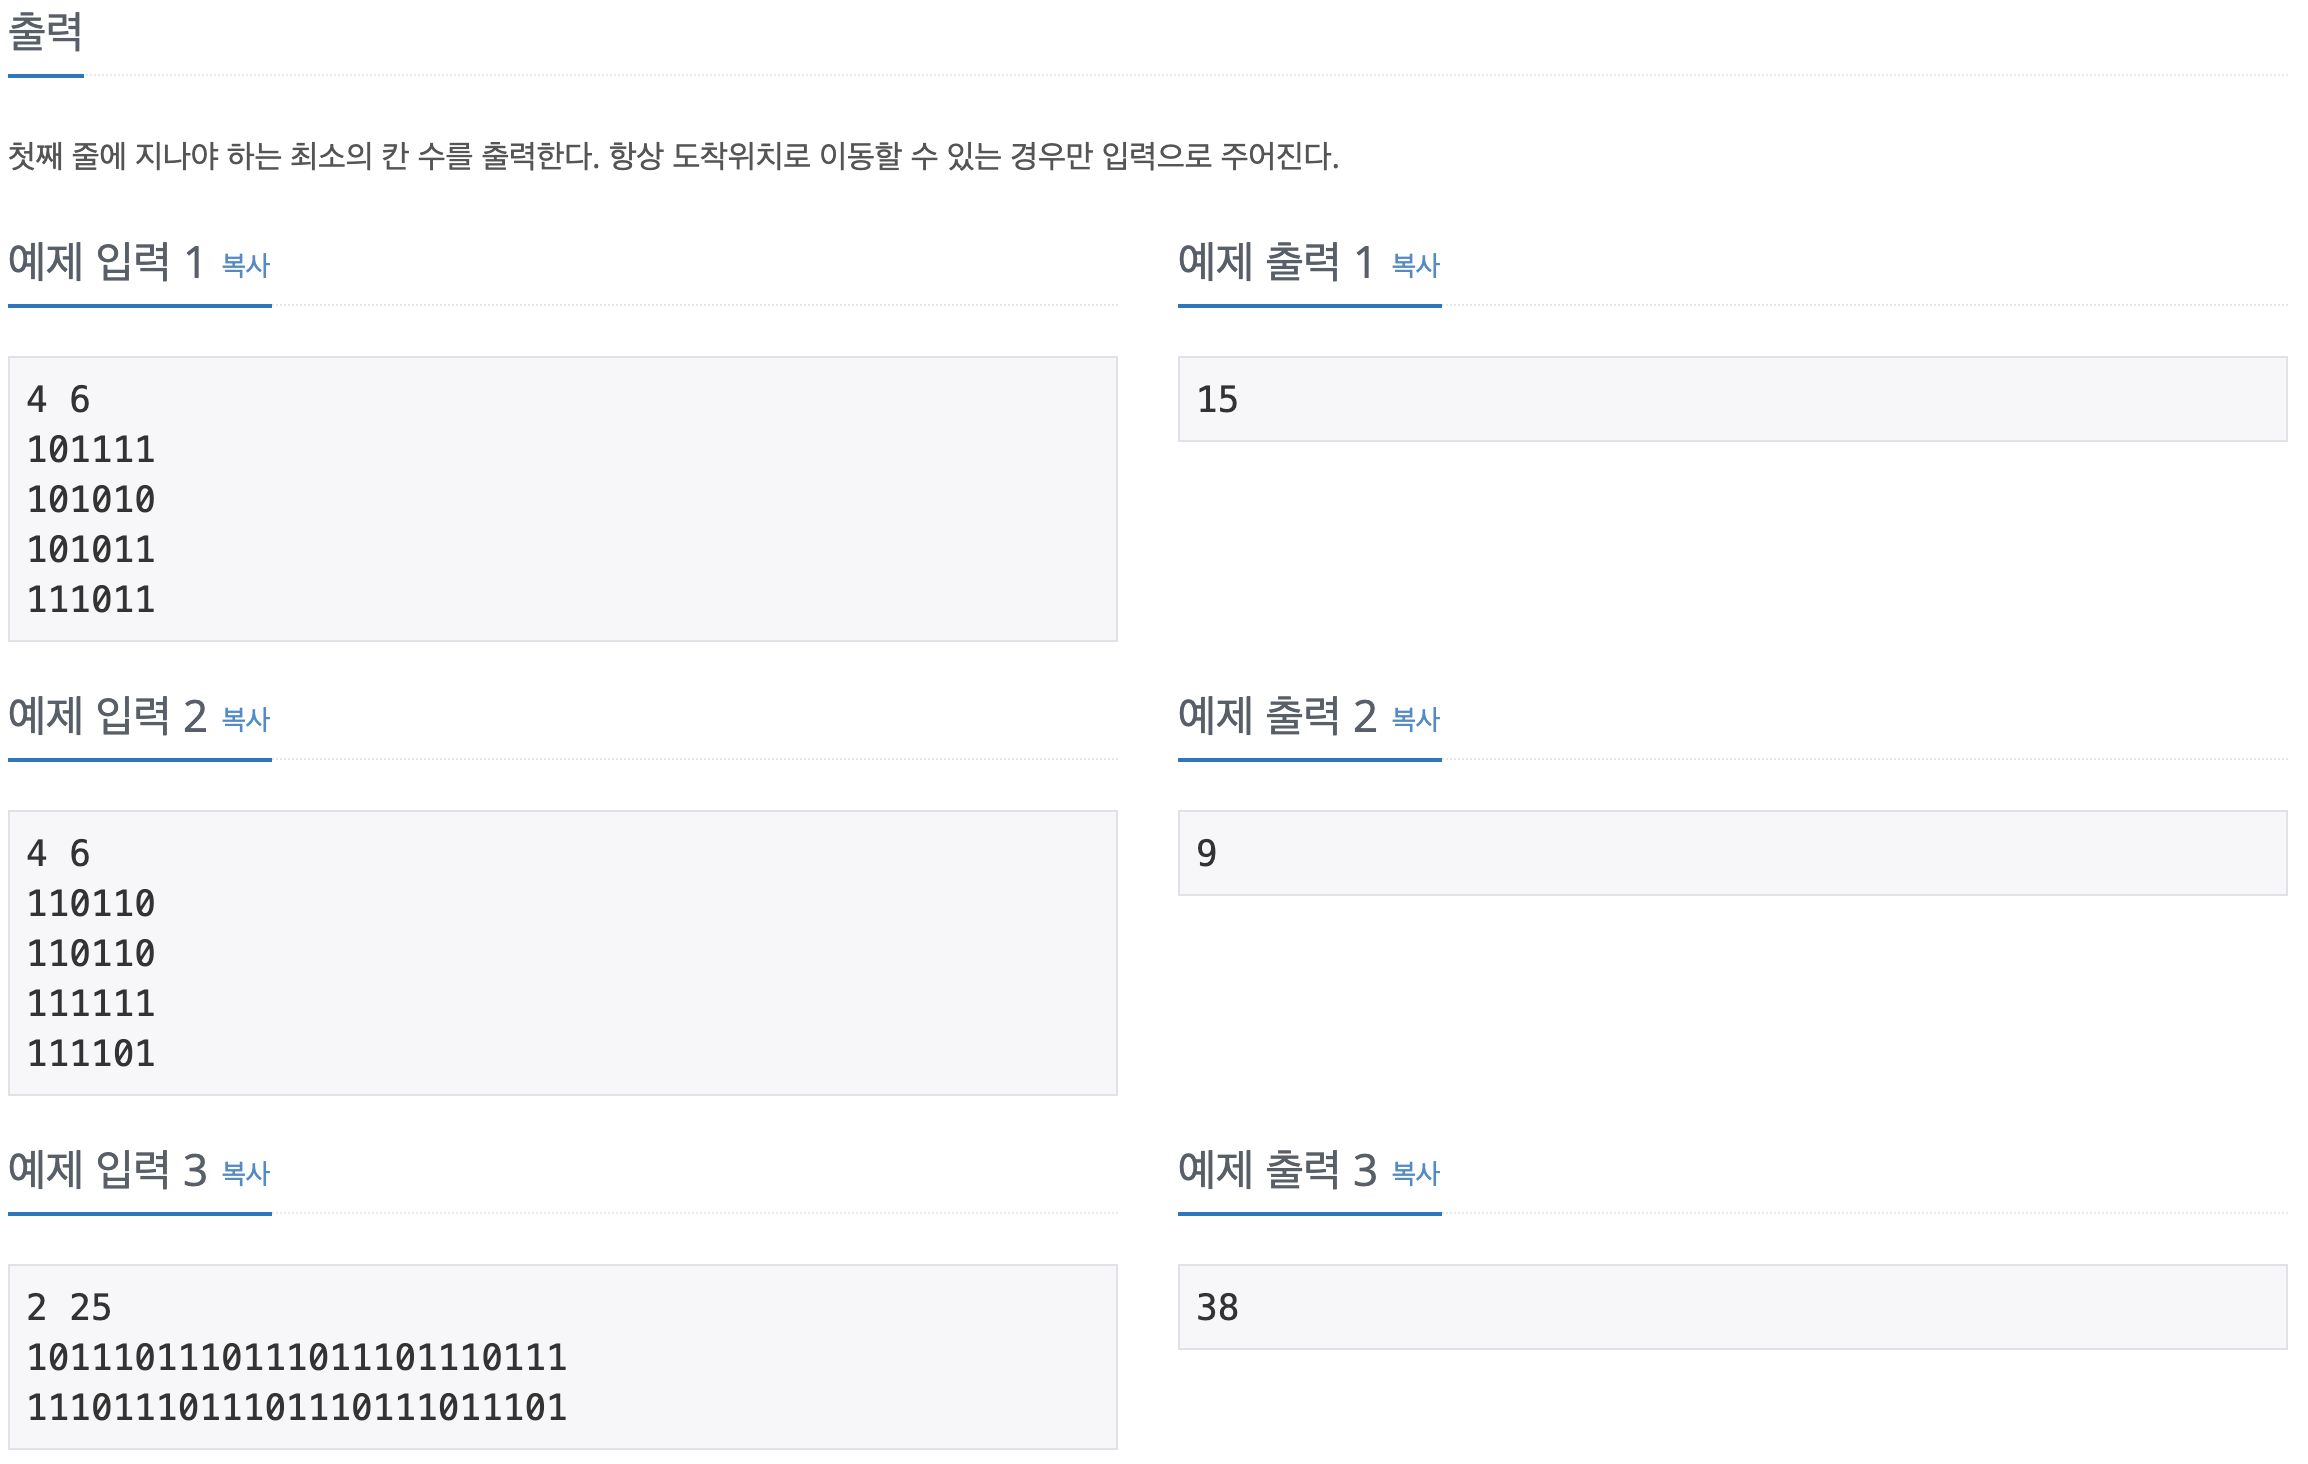 출력
첫째 줄에 지나야 하는 최소의 칸 수를 출력한다. 항상 도착위치로 이동할 수 있는 경우만 입력으로 주어진다.
예제 입력 1 복사
4 6
101111
101010
101011
111011
예제 출력 1 복사
15
예제 입력 2 복사
4 6
110110
110110
111111
111101
예제 출력 2 복사
9
예제 입력 3 복사
2 25
1011101110111011101110111
1110111011101110111011101
예제 출력 3 복사
38